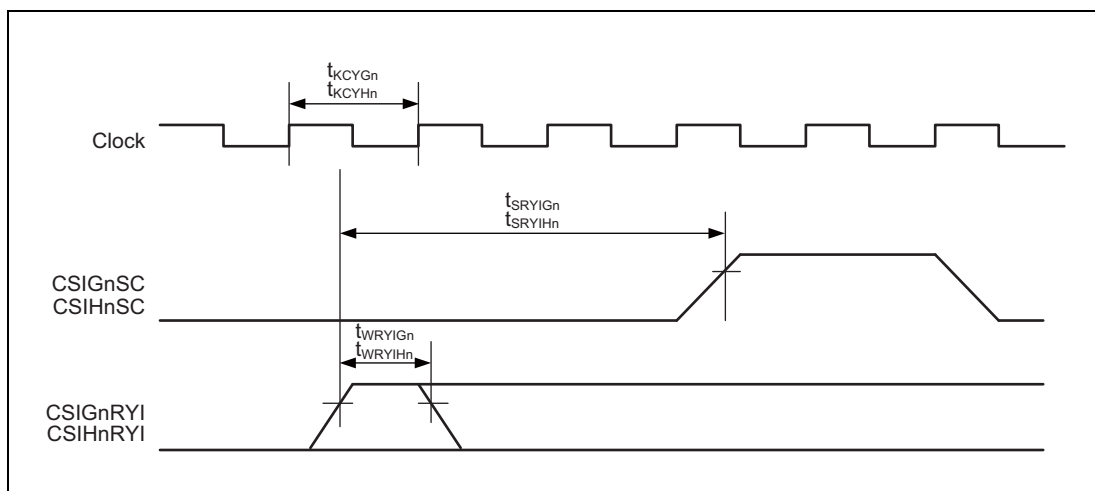 tKCYGn
tKCYHn
Clock
tSRYIGn
tSRYIHn
CSIGnSC
CSIHnSC
tWRYIGn
tWRYIHn
CSIGnRYI
CSIHnRYI